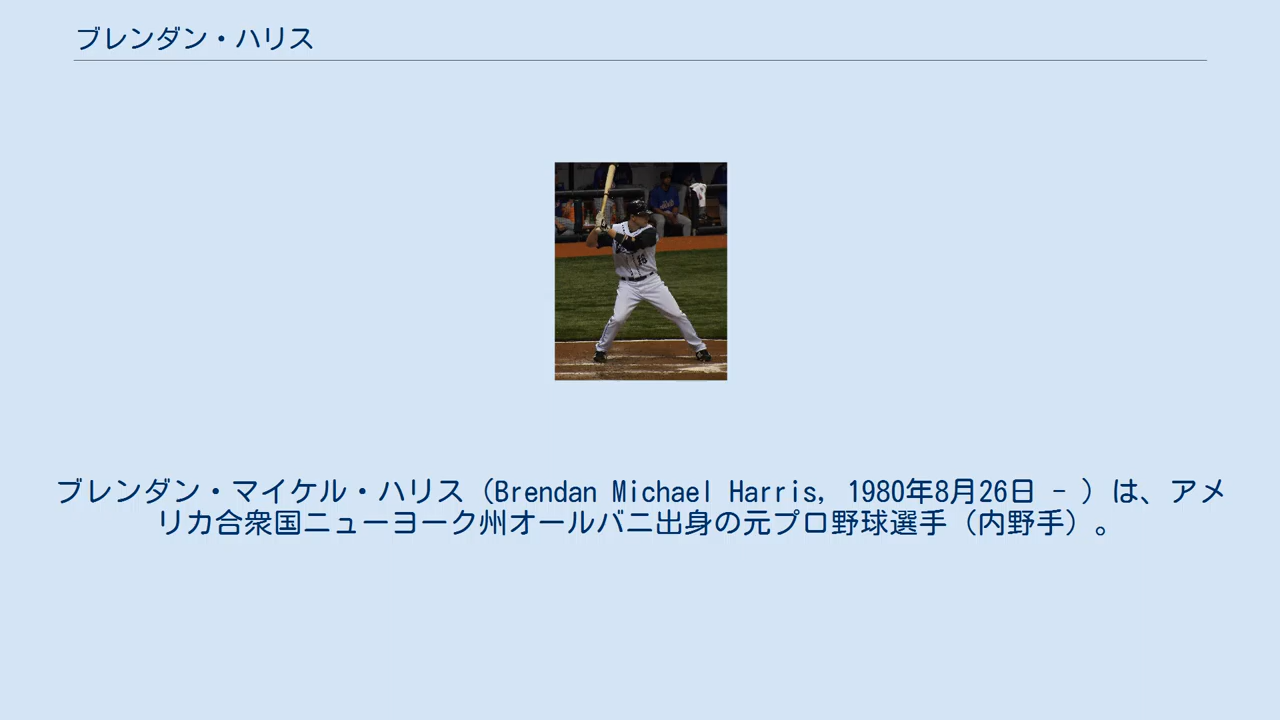 ブレンダン・ハリス
ブレンダン・マイケル・ハリス（Brendan Michael Harris, 1980年8月26日 - ）は、アメ
リカ合衆国ニューヨーク州オールバニ出身の元プロ野球選手（内野手）。